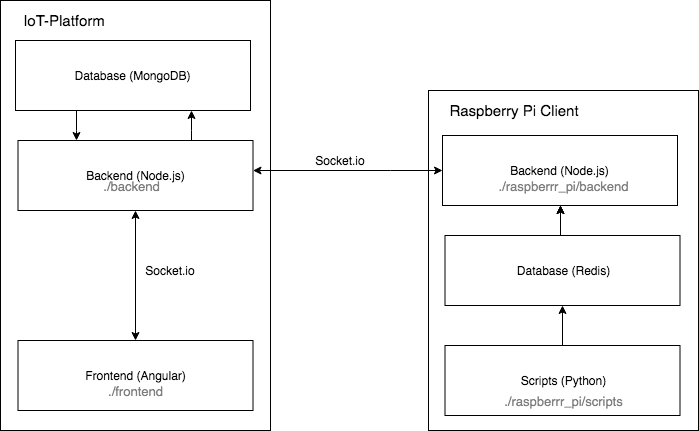 IoT-Platform
Database (MongoDB)
Backend (Node.js)
./backend
Socket.io
Frontend (Angular)
./frontend
Socket.io
Raspberry Pi Client
Backend (Node.js)
./raspberrr_pi/backend
Database (Redis)
Scripts (Python)
./raspberrr_pi/scripts